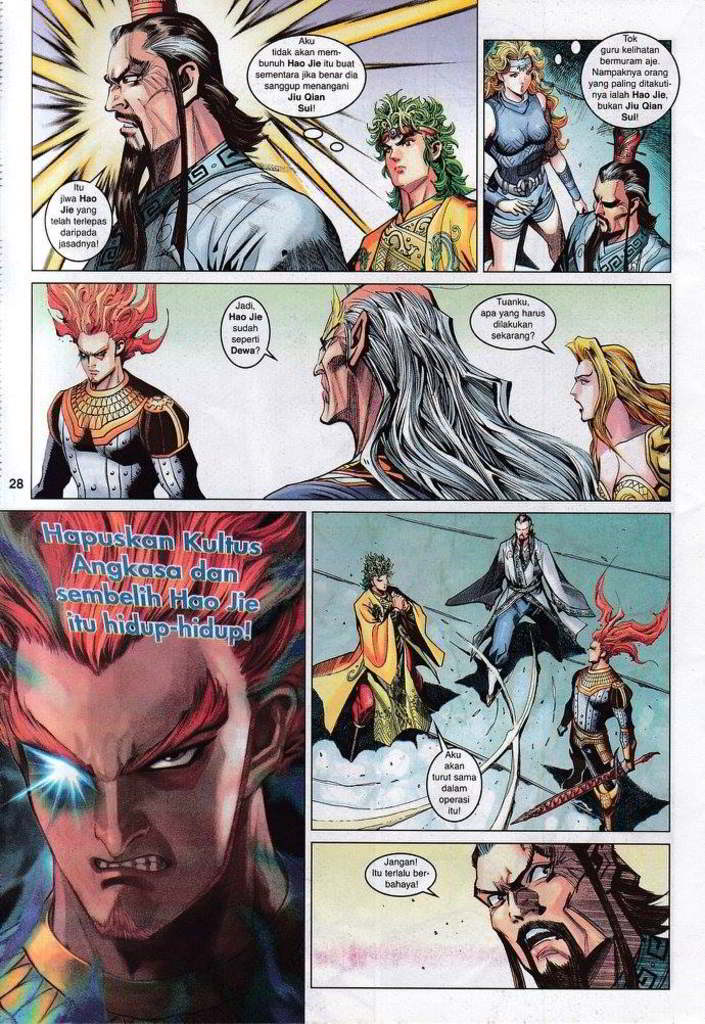 Aku
tidak akan mem-
bunuh Hao Jie itu buat
sementara jika benar dia
sanggup menangani
Jiu Qian
Sui!
Itu
jiwa Hao
Jie yang
telah terlepas
daripada
jasadnya!
Tok
guru kelihatan
bermuram aje.
Nampaknya orang
yang paling ditakuti-
nya ialah Hao Jie,
bukan Jiu Qian
Sui!
Jadi,
Hao Jie
sudah
seperti
Dewa?
Tuanku,
apa yang harus
dilakukan
sekarang?
28
Hapuskan Kultus
Angkasa dan
sembelih Hao Jie
itu hidup-hidup!
Aku
akan
turut sama
dalam
operasi
itu!
Jangan!
Itu terlalu ber-
bahaya!